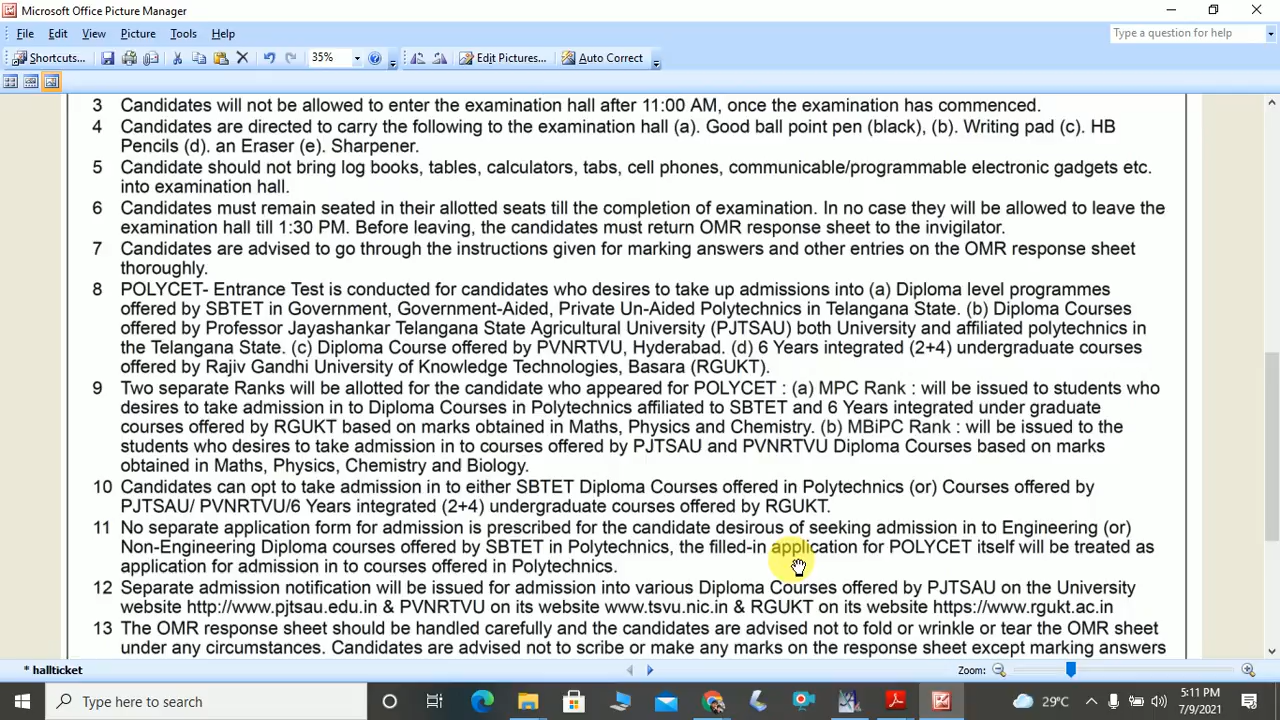 Microsoft Office Picture Manager
File Edit View Picture Tools Help
Type a question for help
Shortcuts... 35% Edit Pictures... Auto Correct
3 Candidates will not be allowed to enter the examination hall after 11:00 AM, once the examination has commenced.
4 Candidates are directed to carry the following to the examination hall (a). Good ball point pen (black), (b). Writing pad (c). HB
Pencils (d). an Eraser (e). Sharpener.
5 Candidate should not bring log books, tables, calculators, tabs, cell phones, communicable/programmable electronic gadgets etc.
into examination hall.
6 Candidates must remain seated in their allotted seats till the completion of examination. In no case they will be allowed to leave the
examination hall till 1:30 PM. Before leaving, the candidates must return OMR response sheet to the invigilator.
7 Candidates are advised to go through the instructions given for marking answers and other entries on the OMR response sheet
thoroughly.
8 POLYCET- Entrance Test is conducted for candidates who desires to take up admissions into (a) Diploma level programmes
offered by SBTET in Government, Government-Aided, Private Un-Aided Polytechnics in Telangana State. (b) Diploma Courses
offered by Professor Jayashankar Telangana State Agricultural University (PJTSAU) both University and affiliated polytechnics in
the Telangana State. (c) Diploma Course offered by PVNRTVU, Hyderabad. (d) 6 Years integrated (2+4) undergraduate courses
offered by Rajiv Gandhi University of Knowledge Technologies, Basara (RGUKT).
9 Two separate Ranks will be allotted for the candidate who appeared for POLYCET : (a) MPC Rank : will be issued to students who
desires to take admission in to Diploma Courses in Polytechnics affiliated to SBTET and 6 Years integrated under graduate
courses offered by RGUKT based on marks obtained in Maths, Physics and Chemistry. (b) MBiPC Rank : will be issued to the
students who desires to take admission in to courses offered by PJTSAU and PVNRTVU Diploma Courses based on marks
obtained in Maths, Physics, Chemistry and Biology.
10 Candidates can opt to take admission in to either SBTET Diploma Courses offered in Polytechnics (or) Courses offered by
PJTSAU/ PVNRTVU/6 Years integrated (2+4) undergraduate courses offered by RGUKT.
11 No separate application form for admission is prescribed for the candidate desirous of seeking admission in to Engineering (or)
Non-Engineering Diploma courses offered by SBTET in Polytechnics, the filled-in application for POLYCET itself will be treated as
application for admission in to courses offered in Polytechnics.
12 Separate admission notification will be issued for admission into various Diploma Courses offered by PJTSAU on the University
website http://www.pjtsau.edu.in & PVNRTVU on its website www.tsvu.nic.in & RGUKT on its website https://www.rgukt.ac.in
13 The OMR response sheet should be handled carefully and the candidates are advised not to fold or wrinkle or tear the OMR sheet
under any circumstances. Candidates are advised not to scribe or make any marks on the response sheet except marking answers
* hallticket
Zoom:
Type here to search
29°C
5:11 PM
7/9/2021